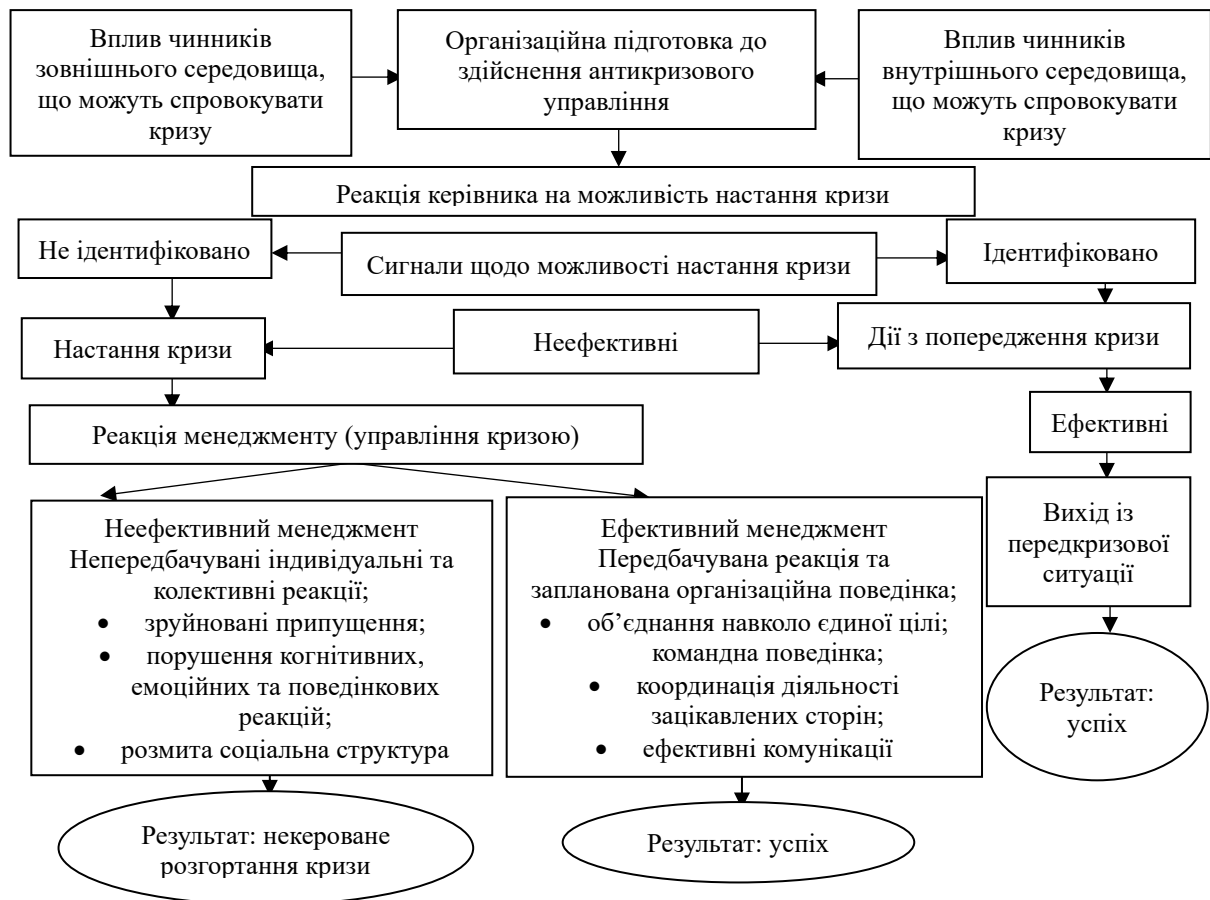 Вплив чинників
зовнішнього середовища,
що можуть спровокувати
кризу
Організаційна підготовка до
здійснення антикризового
управління
Вплив чинників
внутрішнього середовища,
що можуть спровокувати
кризу
Реакція керівника на можливість настання кризи
Не ідентифіковано
Сигнали щодо можливості настання кризи
Ідентифіковано
Настання кризи
Неефективні
Дії з попередження кризи
Реакція менеджменту (управління кризою)
Ефективні
Неефективний менеджмент
Непередбачувані індивідуальні та
колективні реакції;
• зруйновані припущення;
• порушення когнітивних,
емоційних та поведінкових
реакцій;
• розмита соціальна структура
Ефективний менеджмент
Передбачувана реакція та
запланована організаційна поведінка;
• об’єднання навколо єдиної цілі;
командна поведінка;
• координація діяльності
зацікавлених сторін;
• ефективні комунікації
Вихід із
передкризової
ситуації
Результат:
успіх
Результат: некероване
розгортання кризи
Результат: успіх